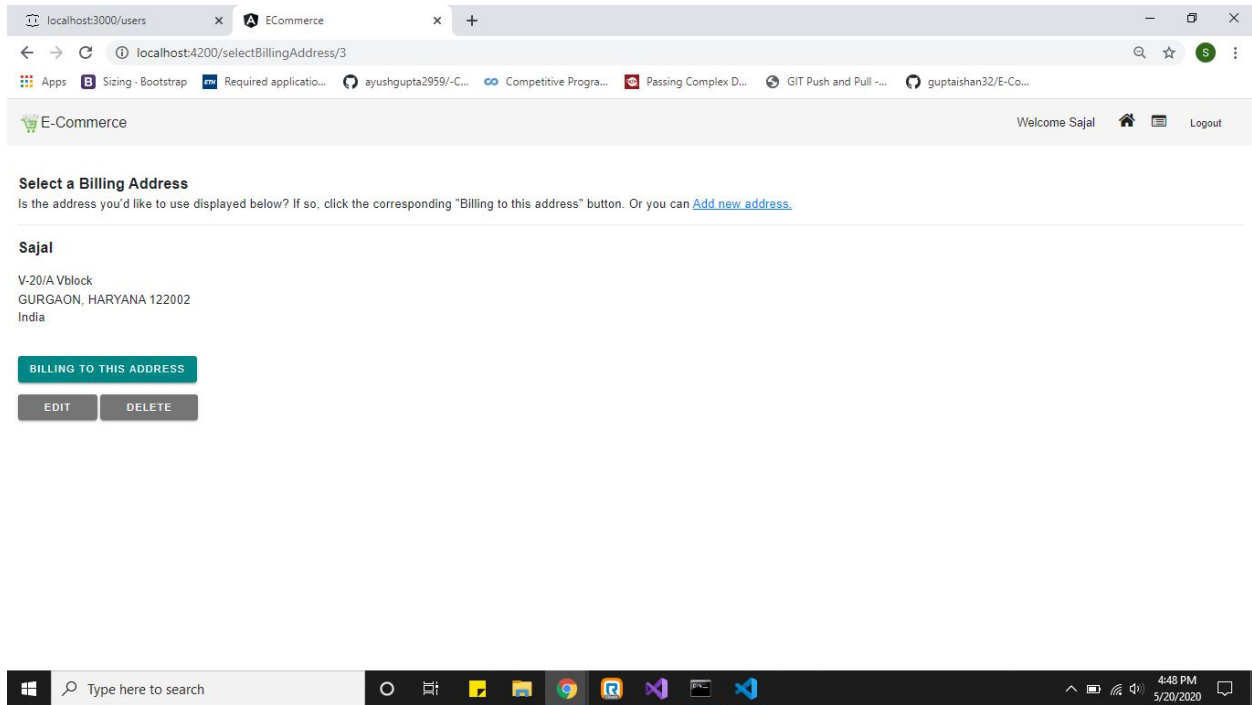 localhost:3000/users
ECommerce
localhost:4200/selectBillingAddress/3
S
Apps
B Sizing · Bootstrap
ETH Required applicatio...
ayushgupta2959/-C...
Competitive Progra...
Passing Complex D...
GIT Push and Pull -...
guptaishan32/E-Co...
E-Commerce
Welcome Sajal
Logout
Select a Billing Address
Is the address you'd like to use displayed below? If so, click the corresponding "Billing to this address" button. Or you can Add new address.
Sajal
V-20/A Vblock
GURGAON, HARYANA 122002
India
BILLING TO THIS ADDRESS
EDIT
DELETE
Type here to search
4:48 PM
5/20/2020